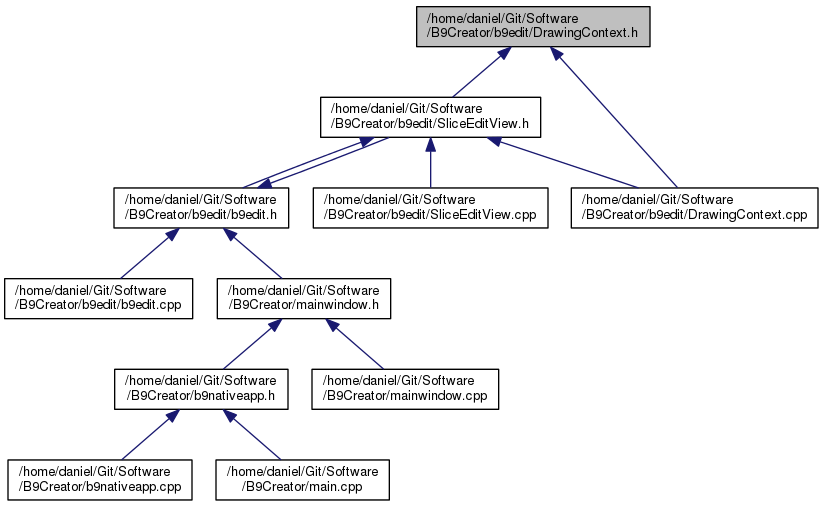 /home/daniel/Git/Software
/B9Creator/b9edit/DrawingContext.h
/home/daniel/Git/Software
/B9Creator/b9edit/SliceEditView.h
/home/daniel/Git/Software
/B9Creator/b9edit/b9edit.h
/home/daniel/Git/Software
/B9Creator/b9edit/SliceEditView.cpp
/home/daniel/Git/Software
/B9Creator/b9edit/DrawingContext.cpp
/home/daniel/Git/Software
/B9Creator/b9edit/b9edit.cpp
/home/daniel/Git/Software
/B9Creator/mainwindow.h
/home/daniel/Git/Software
/B9Creator/b9nativeapp.h
/home/daniel/Git/Software
/B9Creator/mainwindow.cpp
/home/daniel/Git/Software
/B9Creator/b9nativeapp.cpp
/home/daniel/Git/Software
/B9Creator/main.cpp